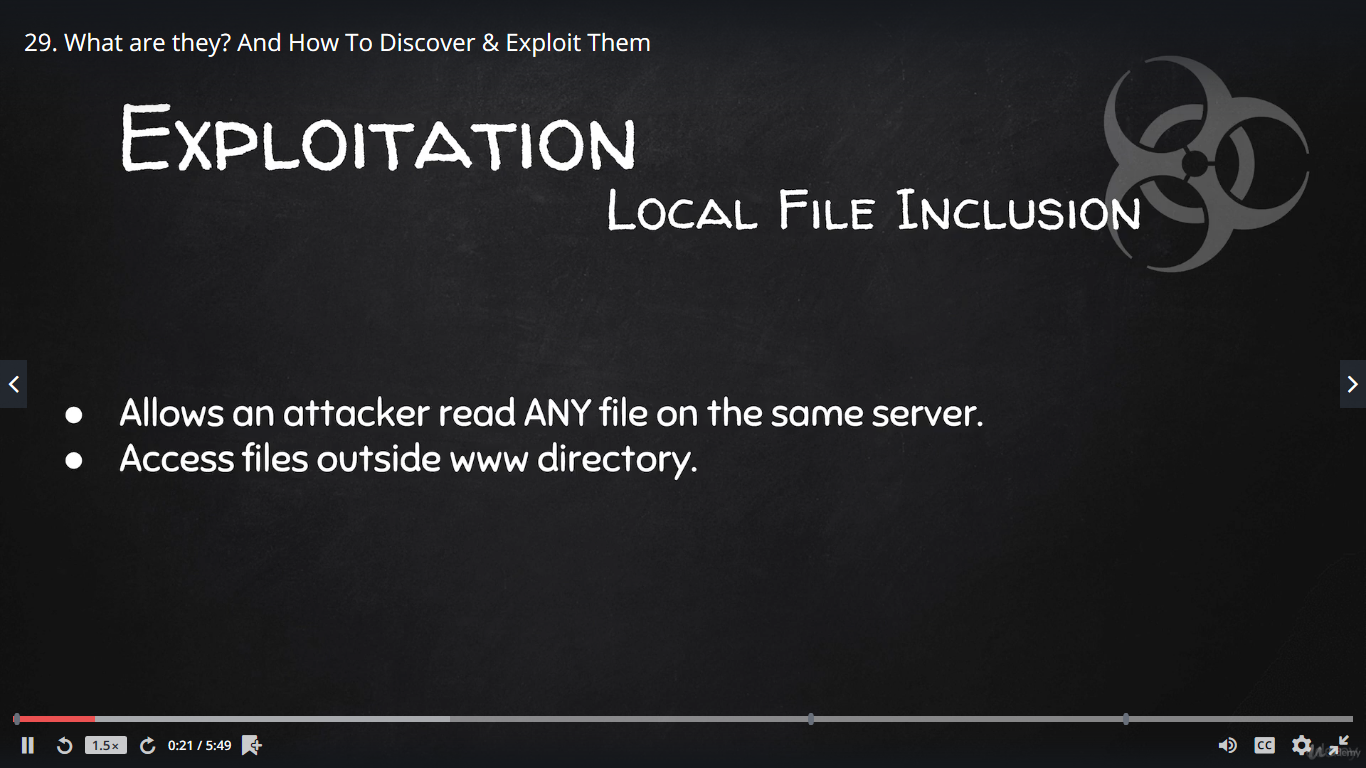 29. What are they? And How To Discover & Exploit Them
Exploitation
Local File Inclusion
● Allows an attacker read ANY file on the same server.
● Access files outside www directory.
1.5×
0:21 / 5:49
CC